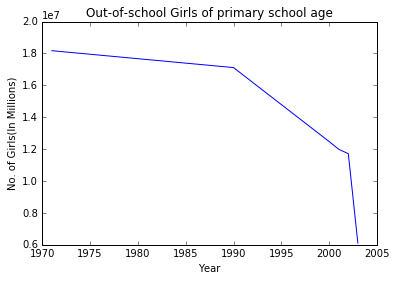 Out-of-school Girls of primary school age
1e7
2.0
1.8
1.6
1.4
1.2
1.0
0.8
0.6
No. of Girls(In Millions)
1970 1975 1980 1985 1990 1995 2000 2005
Year